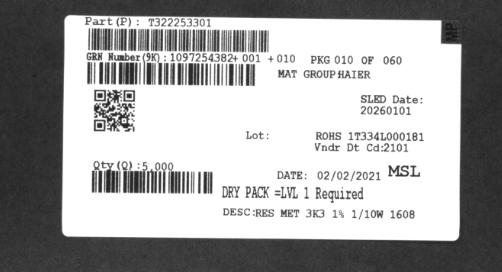 Part(P): T322253301
GRN Number(9K):1097254382+ 001 +010 PKG 010 OF 060
MAT GROUP:HAIER
SLED Date:
20260101
Lot: ROHS 1T334L000181
Vndr Dt Cd:2101
Qty(Q):5,000
DATE: 02/02/2021 MSL
DRY PACK =LVL 1 Required
DESC:RES MET 3K3 1% 1/10W 1608
MP